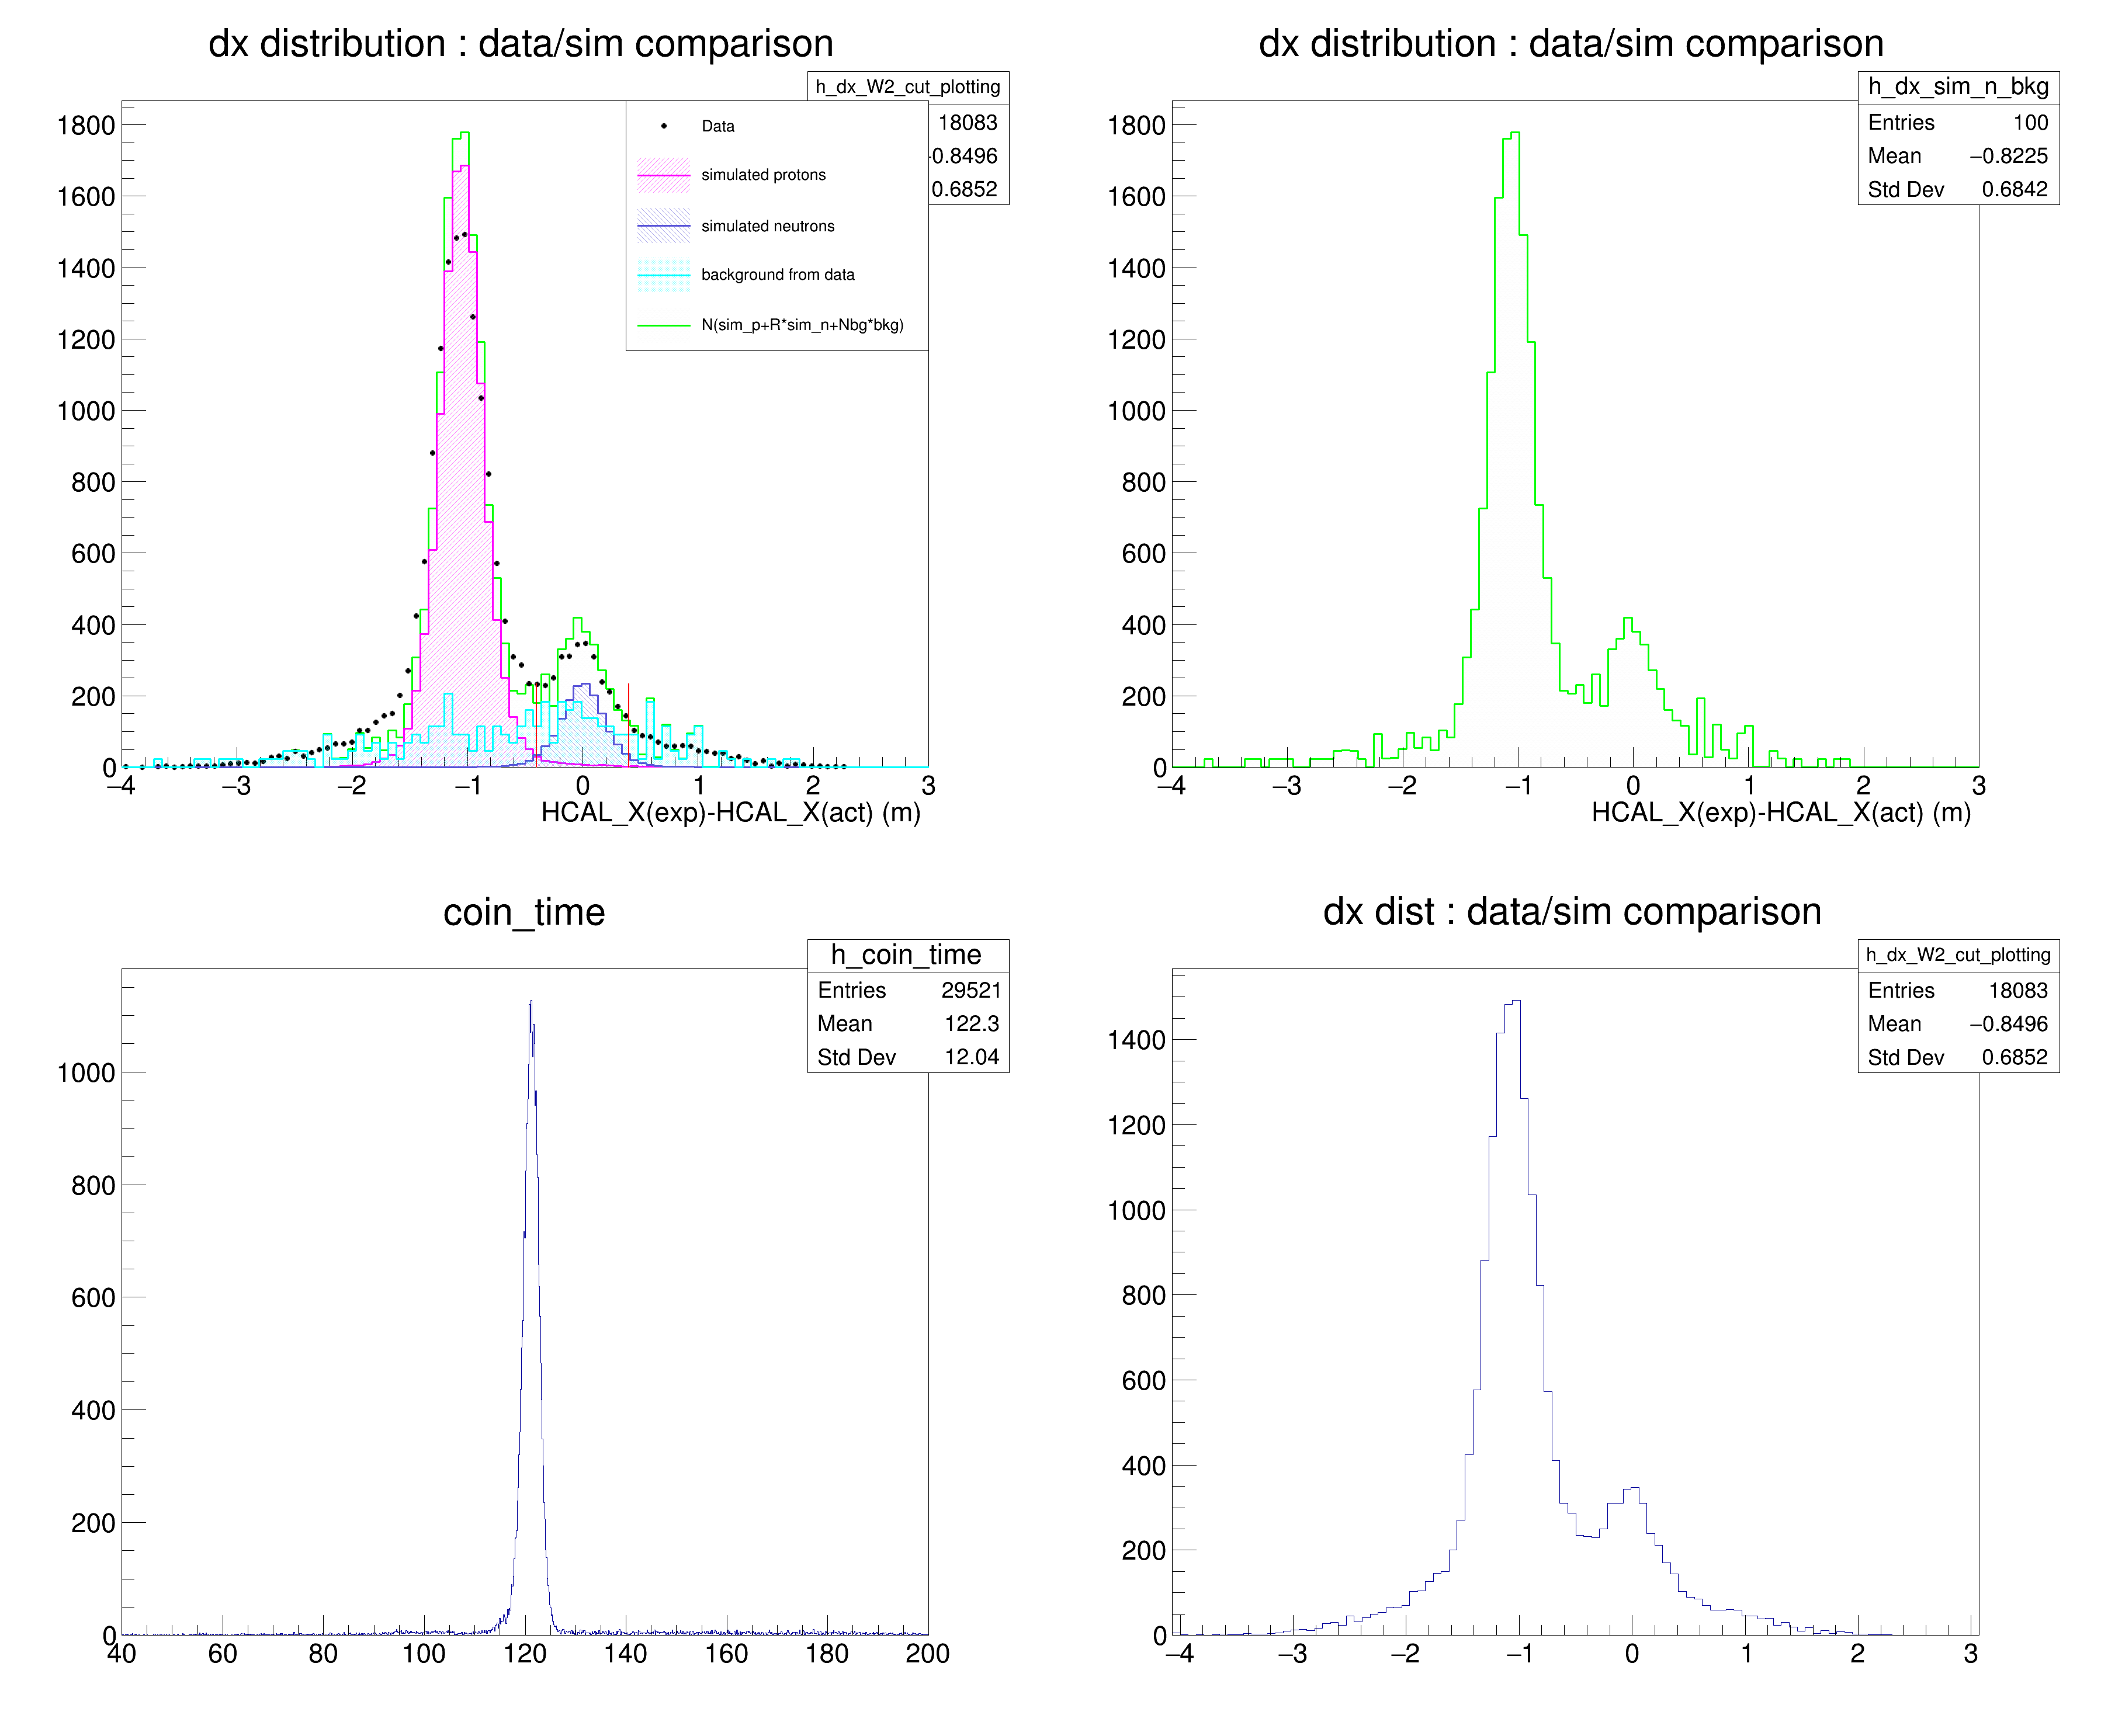 dx distribution : data/sim comparison
h_dx_W2_cut_plotting
18083
-0.8496
0.6852
Data
simulated protons
simulated neutrons
background from data
N(sim_p+R*sim_n+Nbg*bkg)
1800
1600
1400
1200
1000
800
600
400
200
0
−4 −3 −2 −1 0 1 2 3
HCAL_X(exp)-HCAL_X(act) (m)
dx distribution : data/sim comparison
h_dx_sim_n_bkg
Entries 100
Mean −0.8225
Std Dev 0.6842
1800
1600
1400
1200
1000
800
600
400
200
0
−4 −3 −2 −1 0 1 2 3
HCAL_X(exp)-HCAL_X(act) (m)
coin_time
h_coin_time
Entries 29521
Mean 122.3
Std Dev 12.04
1000
800
600
400
200
0
40 60 80 100 120 140 160 180 200
dx dist : data/sim comparison
h_dx_W2_cut_plotting
Entries 18083
Mean −0.8496
Std Dev 0.6852
1400
1200
1000
800
600
400
200
0
−4 −3 −2 −1 0 1 2 3